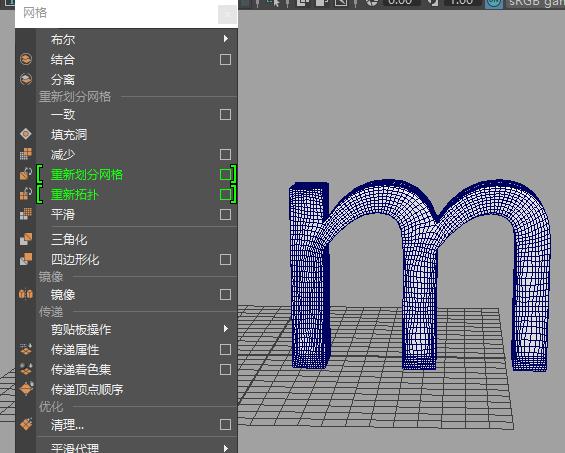 网格
0.00
1.00
sRGB gam
布尔
结合
分离
重新划分网格
一致
填充洞
减少
重新划分网格
重新拓扑
平滑
三角化
四边形化
镜像
镜像
传递
剪贴板操作
传递属性
传递着色集
传递顶点顺序
优化
清理...
平滑代理